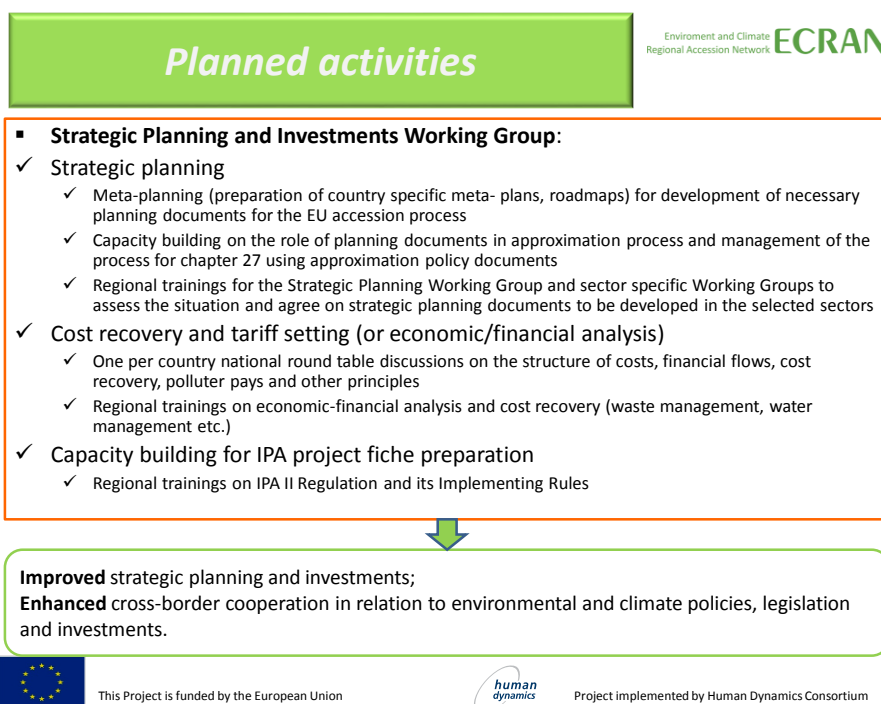 Planned activities
Enviroment and Climate
Regional Accession Network
ECRAN
▪ Strategic Planning and Investments Working Group:
✓ Strategic planning
✓ Meta-planning (preparation of country specific meta- plans, roadmaps) for development of necessary
planning documents for the EU accession process
✓ Capacity building on the role of planning documents in approximation process and management of the
process for chapter 27 using approximation policy documents
✓ Regional trainings for the Strategic Planning Working Group and sector specific Working Groups to
assess the situation and agree on strategic planning documents to be developed in the selected sectors
✓ Cost recovery and tariff setting (or economic/financial analysis)
✓ One per country national round table discussions on the structure of costs, financial flows, cost
recovery, polluter pays and other principles
✓ Regional trainings on economic-financial analysis and cost recovery (waste management, water
management etc.)
✓ Capacity building for IPA project fiche preparation
✓ Regional trainings on IPA II Regulation and its Implementing Rules
Improved strategic planning and investments;
Enhanced cross-border cooperation in relation to environmental and climate policies, legislation
and investments.
This Project is funded by the European Union
human
dynamics
Project implemented by Human Dynamics Consortium